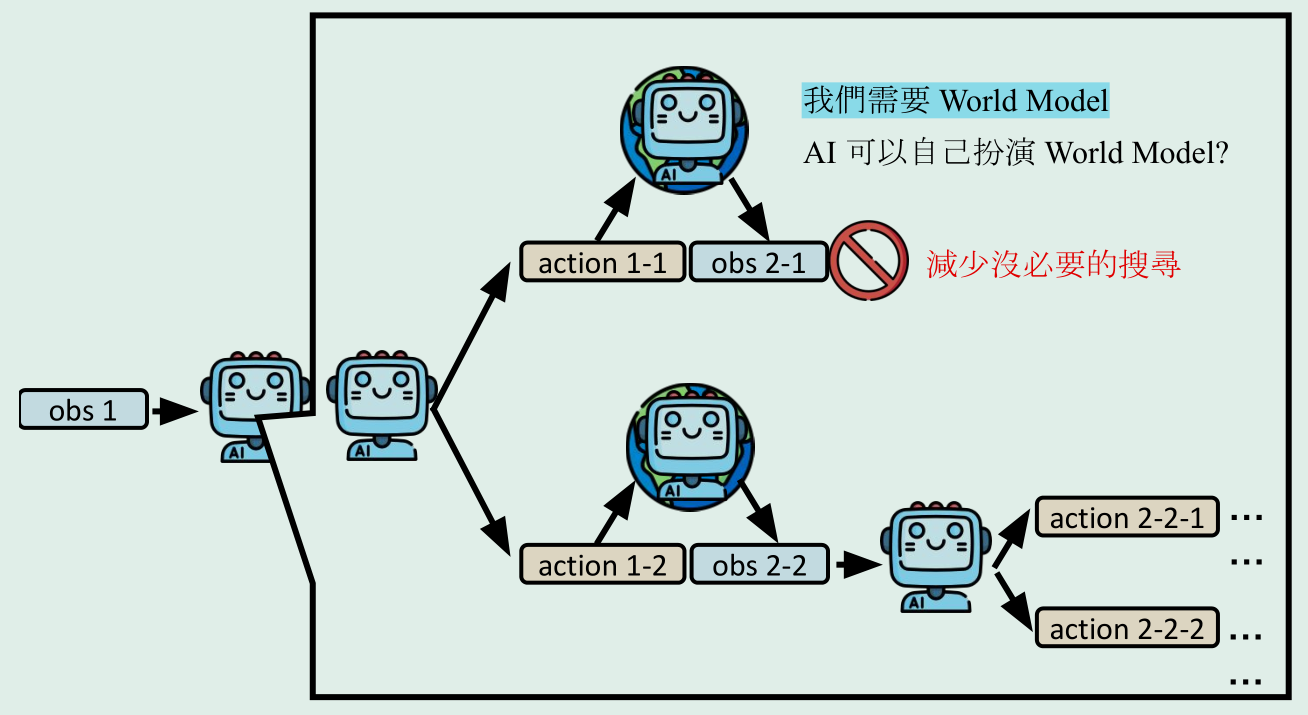 我們需要 World Model
AI 可以自己扮演 World Model?
AI
action 1-1
obs 2-1
減少沒必要的搜尋
obs 1
AI
AI
AI
action 1-2
obs 2-2
AI
action 2-2-1
...
...
action 2-2-2
...
...